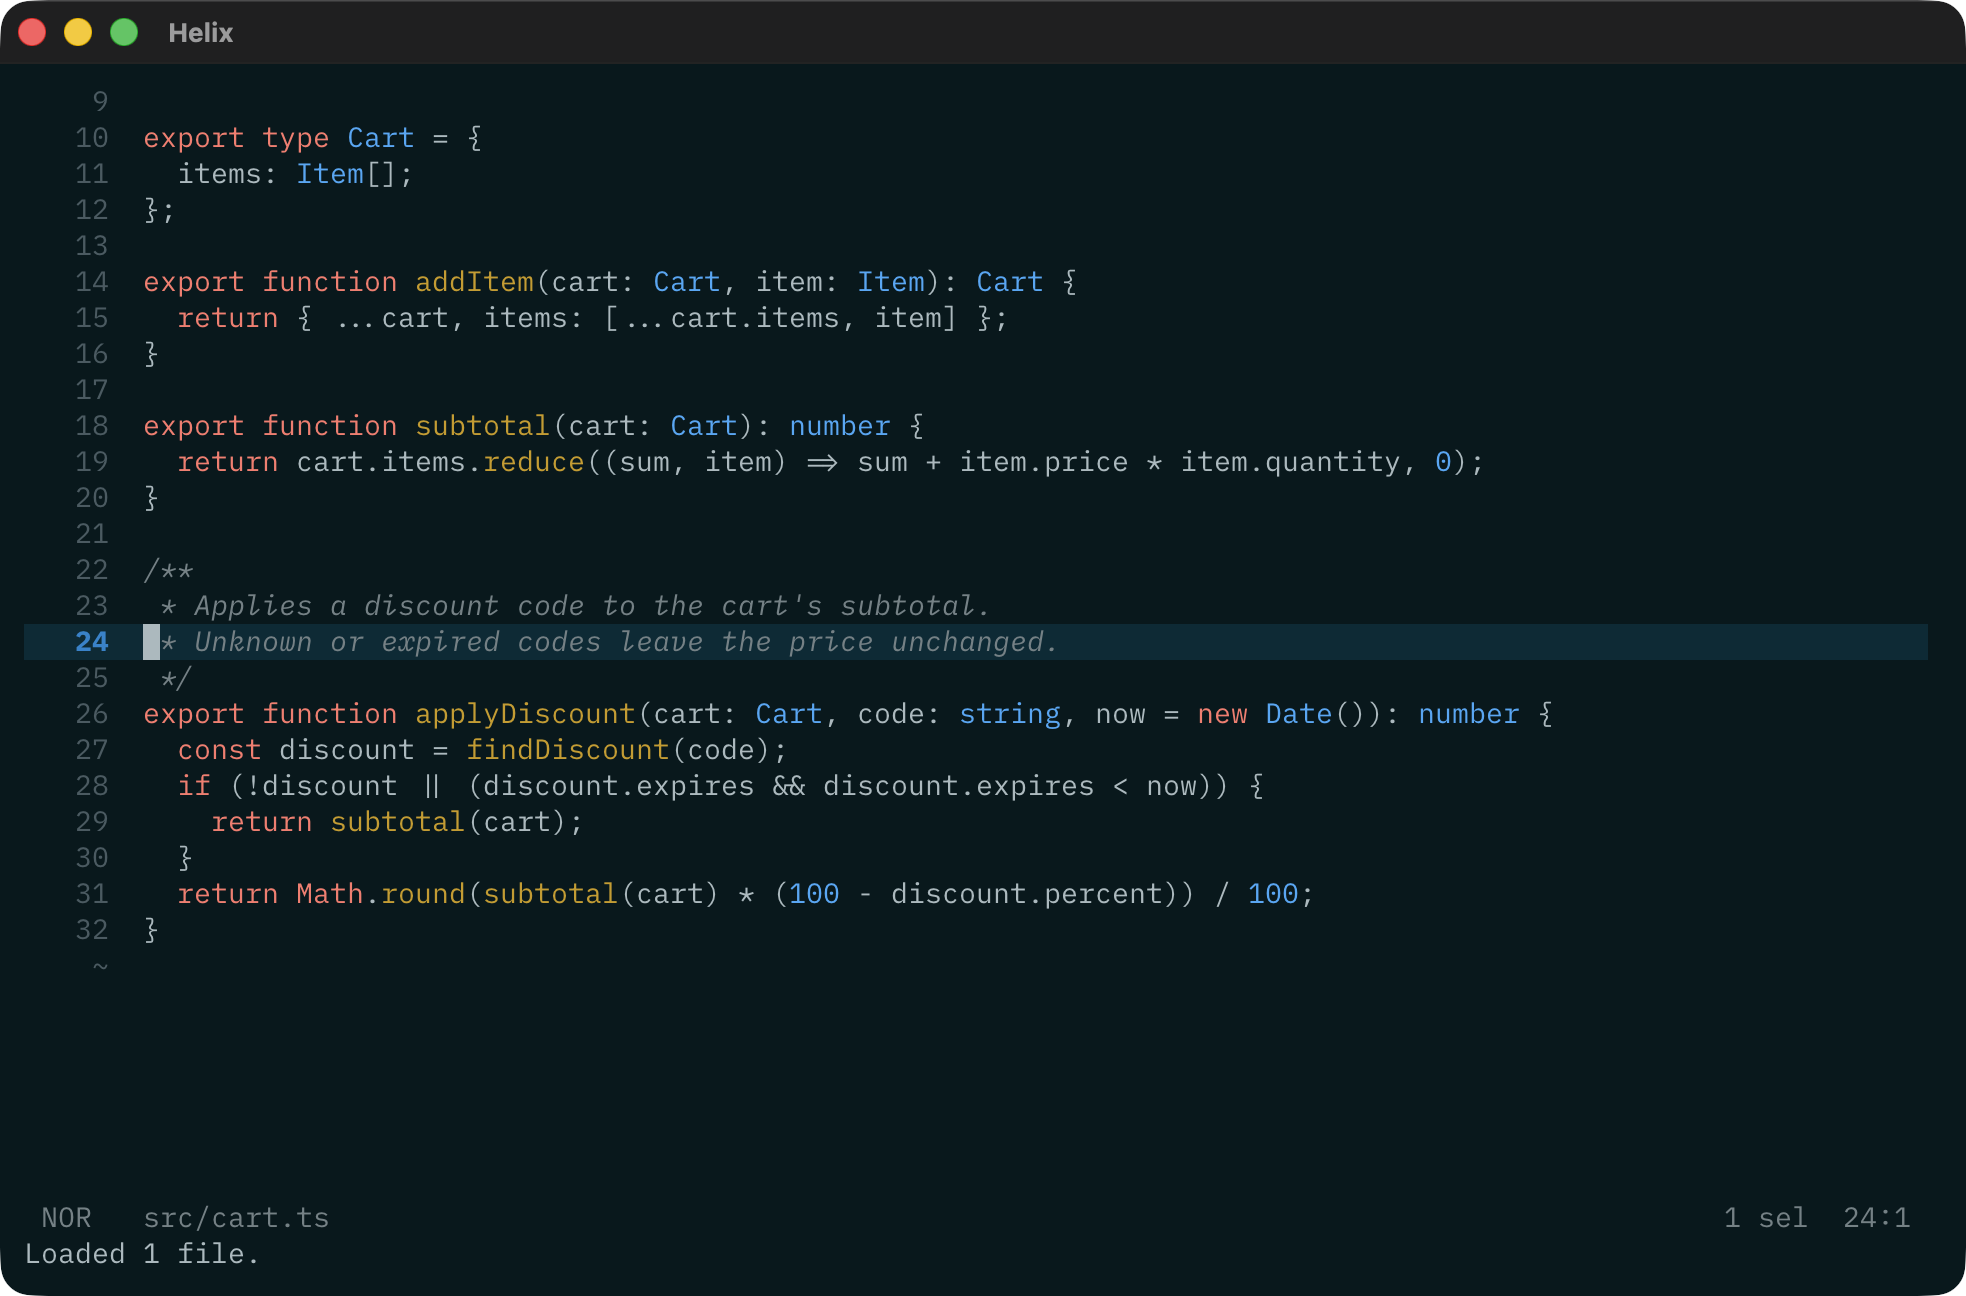 Helix
9
10 export type Cart = {
11   items: Item[];
12 };
13
14 export function addItem(cart: Cart, item: Item): Cart {
15   return { ...cart, items: [...cart.items, item] };
16 }
17
18 export function subtotal(cart: Cart): number {
19   return cart.items.reduce((sum, item) => sum + item.price * item.quantity, 0);
20 }
21
22 /**
23  * Applies a discount code to the cart's subtotal.
24  * Unknown or expired codes leave the price unchanged.
25  */
26 export function applyDiscount(cart: Cart, code: string, now = new Date()): number {
27   const discount = findDiscount(code);
28   if (!discount || (discount.expires && discount.expires < now)) {
29     return subtotal(cart);
30   }
31   return Math.round(subtotal(cart) * (100 - discount.percent)) / 100;
32 }
~
NOR src/cart.ts 1 sel 24:1
Loaded 1 file.